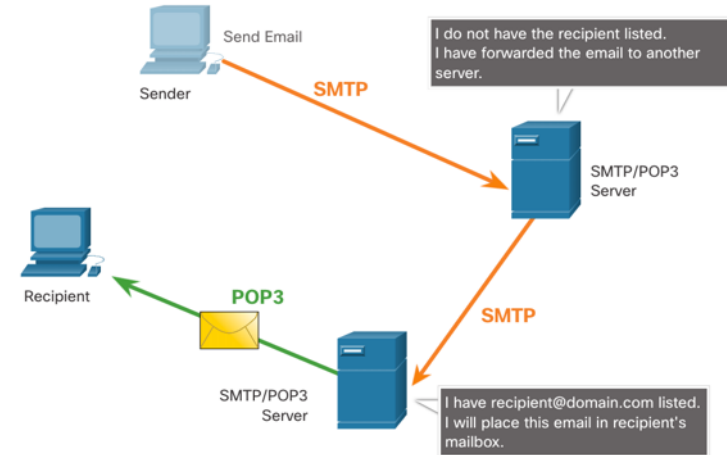 Send Email
I do not have the recipient listed.
I have forwarded the email to another
server.
Sender
SMTP
SMTP/POP3
Server
Recipient
POP3
SMTP
SMTP/POP3
Server
I have recipient@domain.com listed.
I will place this email in recipient's
mailbox.